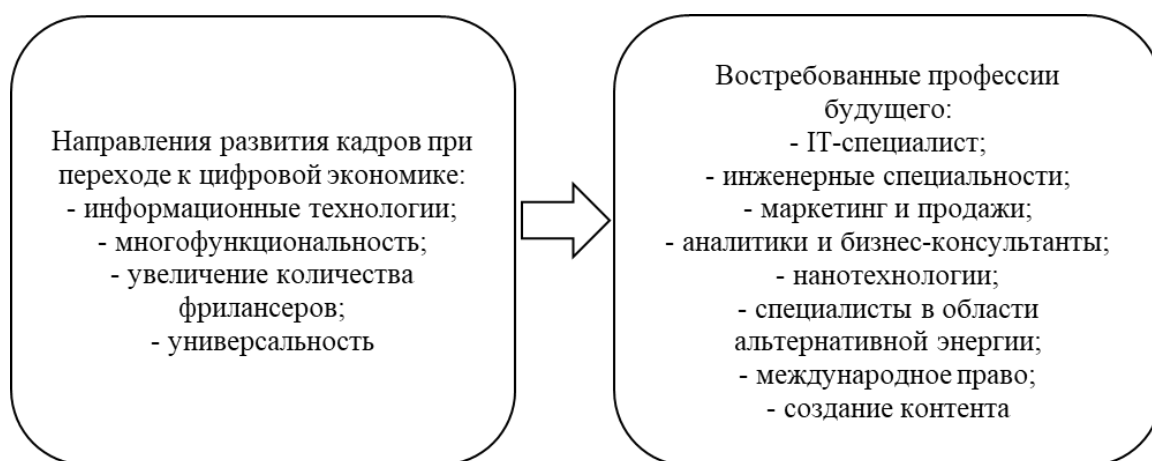 Направления развития кадров при
переходе к цифровой экономике:
- информационные технологии;
- многофункциональность;
- увеличение количества
фрилансеров;
- универсальность
Востребованные профессии
будущего:
- IT-специалист;
- инженерные специальности;
- маркетинг и продажи;
- аналитики и бизнес-консультанты;
- нанотехнологии;
- специалисты в области
альтернативной энергии;
- международное право;
- создание контента